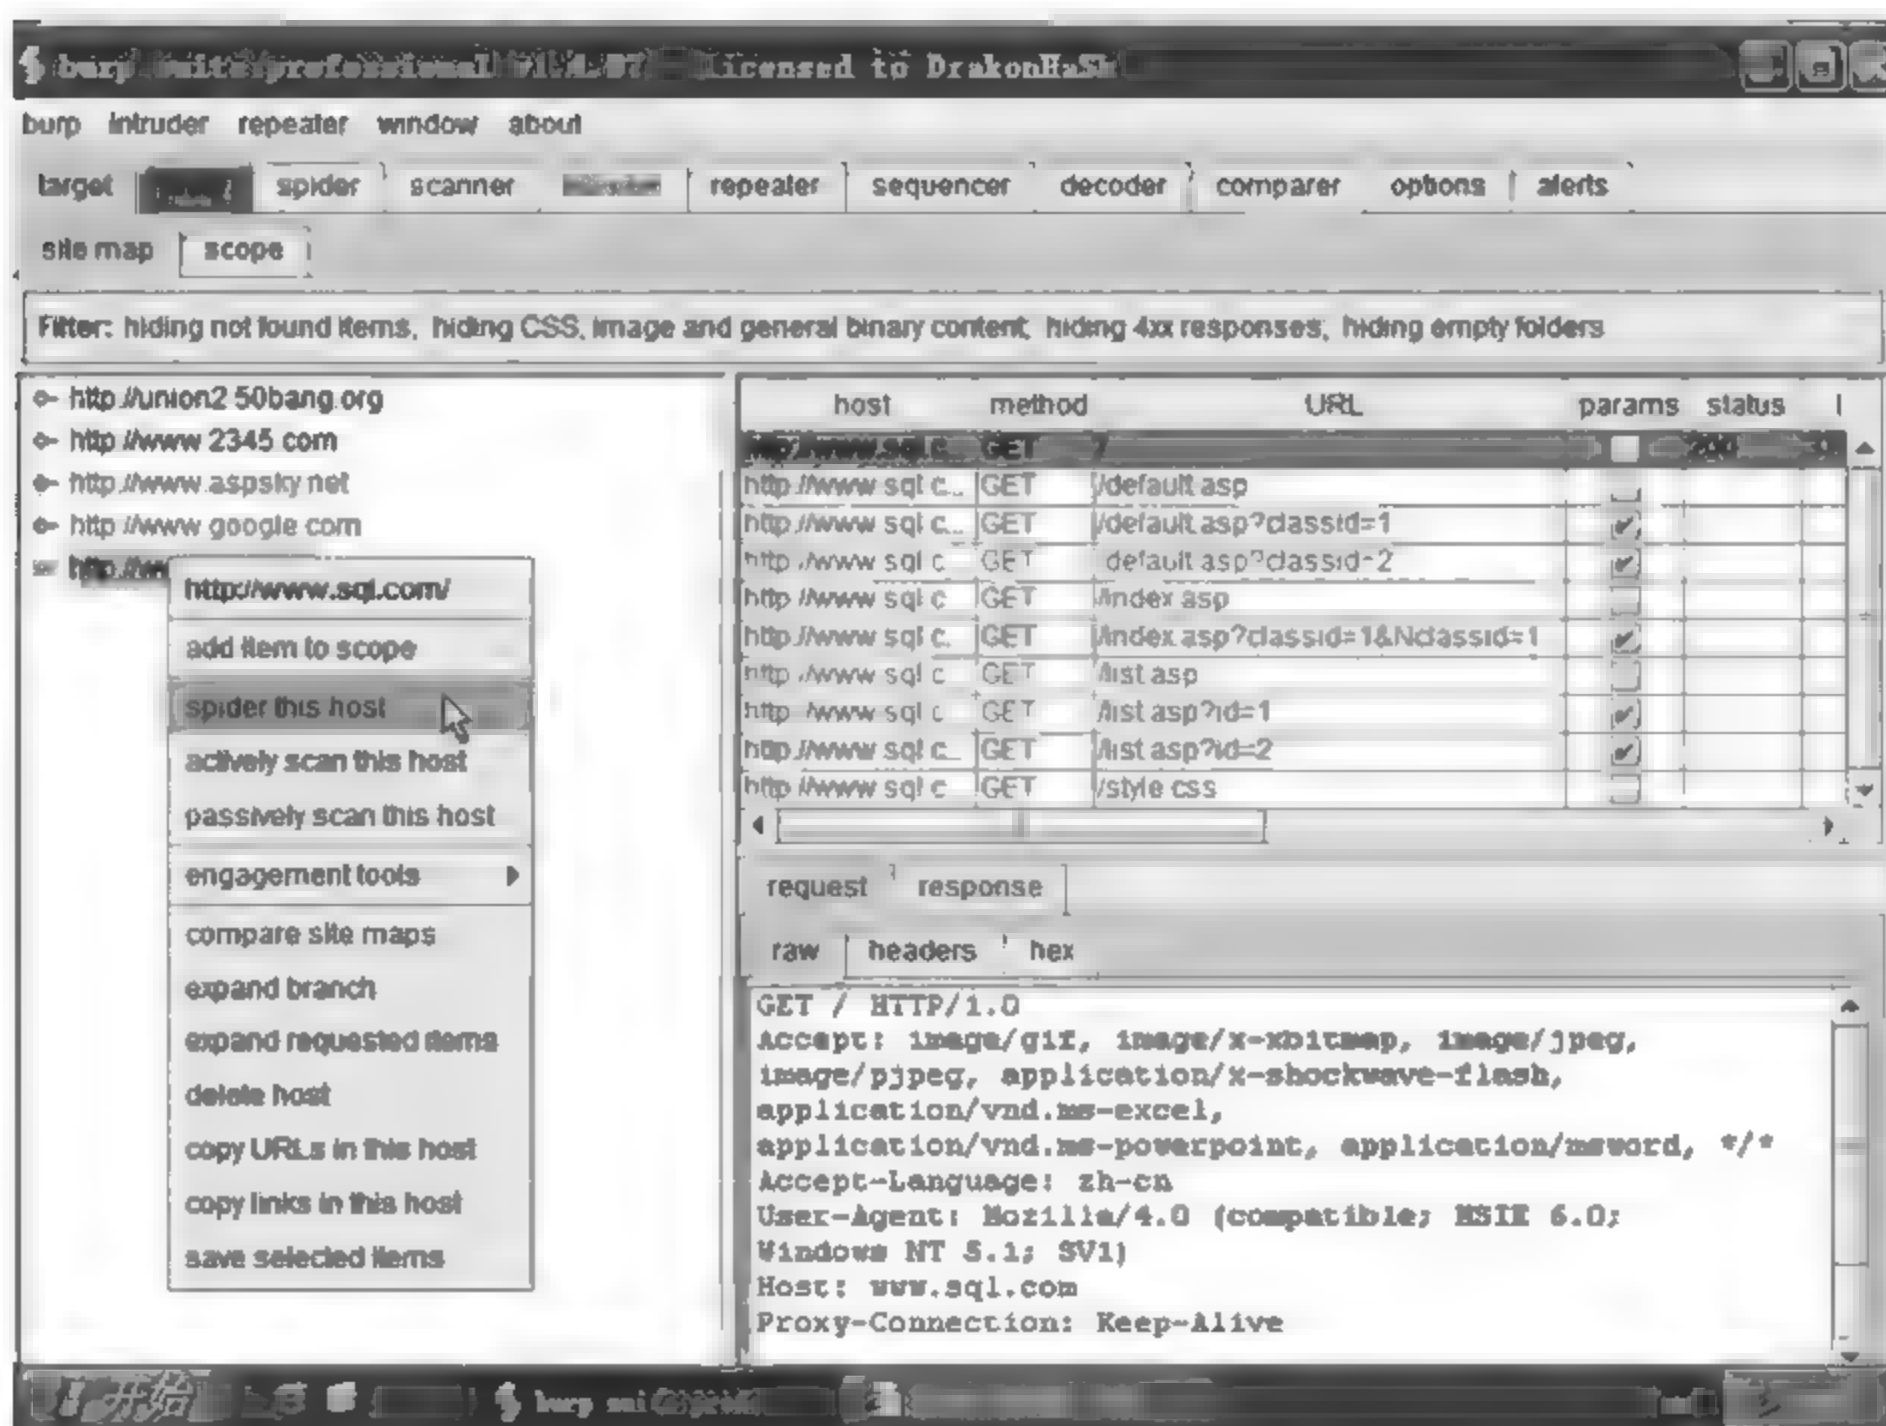 burp suite professional licensed to DrakonHaSh
burp intruder repeater window about
target spider scanner repeater sequencer decoder comparer options alerts
site map scope
Filter: hiding not found items, hiding CSS, image and general binary content, hiding 4xx responses, hiding empty folders
http://union2.50bang.org
http://www.2345.com
http://www.aspsky.net
http://www.google.com
http://www.sql.com/
add item to scope
spider this host
actively scan this host
passively scan this host
engagement tools
compare site maps
expand branch
expand requested items
delete host
copy URLs in this host
copy links in this host
save selected items
host method URL params status l
http://www.sql.c... GET /
http://www.sql.c... GET /default.asp
http://www.sql.c... GET /default.asp?classid=1
http://www.sql.c... GET /default.asp?classid=2
http://www.sql.c... GET /index.asp
http://www.sql.c... GET /index.asp?classid=1&Nclassid=1
http://www.sql.c... GET /list.asp
http://www.sql.c... GET /list.asp?id=1
http://www.sql.c... GET /list.asp?id=2
http://www.sql.c... GET /style.css
request response
raw headers hex
GET / HTTP/1.0
Accept: image/gif, image/x-xbitmap, image/jpeg,
image/pjpeg, application/x-shockwave-flash,
application/vnd.ms-excel,
application/vnd.ms-powerpoint, application/msword, */*
Accept-Language: zh-cn
User-Agent: Mozilla/4.0 (compatible; MSIE 6.0;
Windows NT 5.1; SV1)
Host: www.sql.com
Proxy-Connection: Keep-Alive
开始 burp